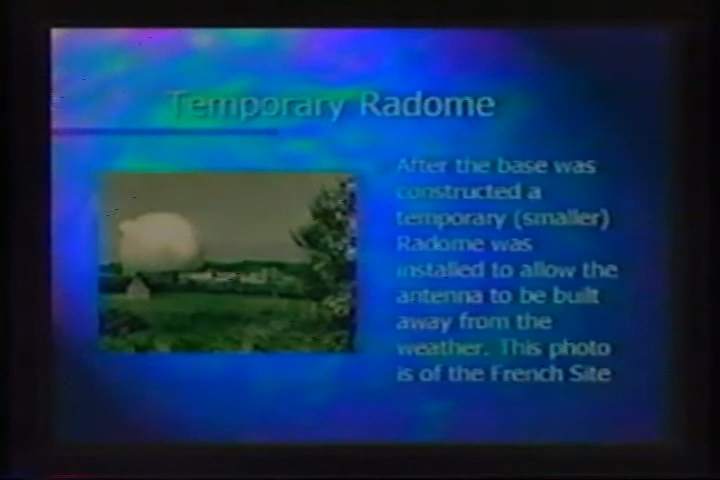 Temporary Radome
After the base was
constructed a
temporary (smaller)
Radome was
installed to allow the
antenna to be built
away from the
weather. This photo
is of the French Site